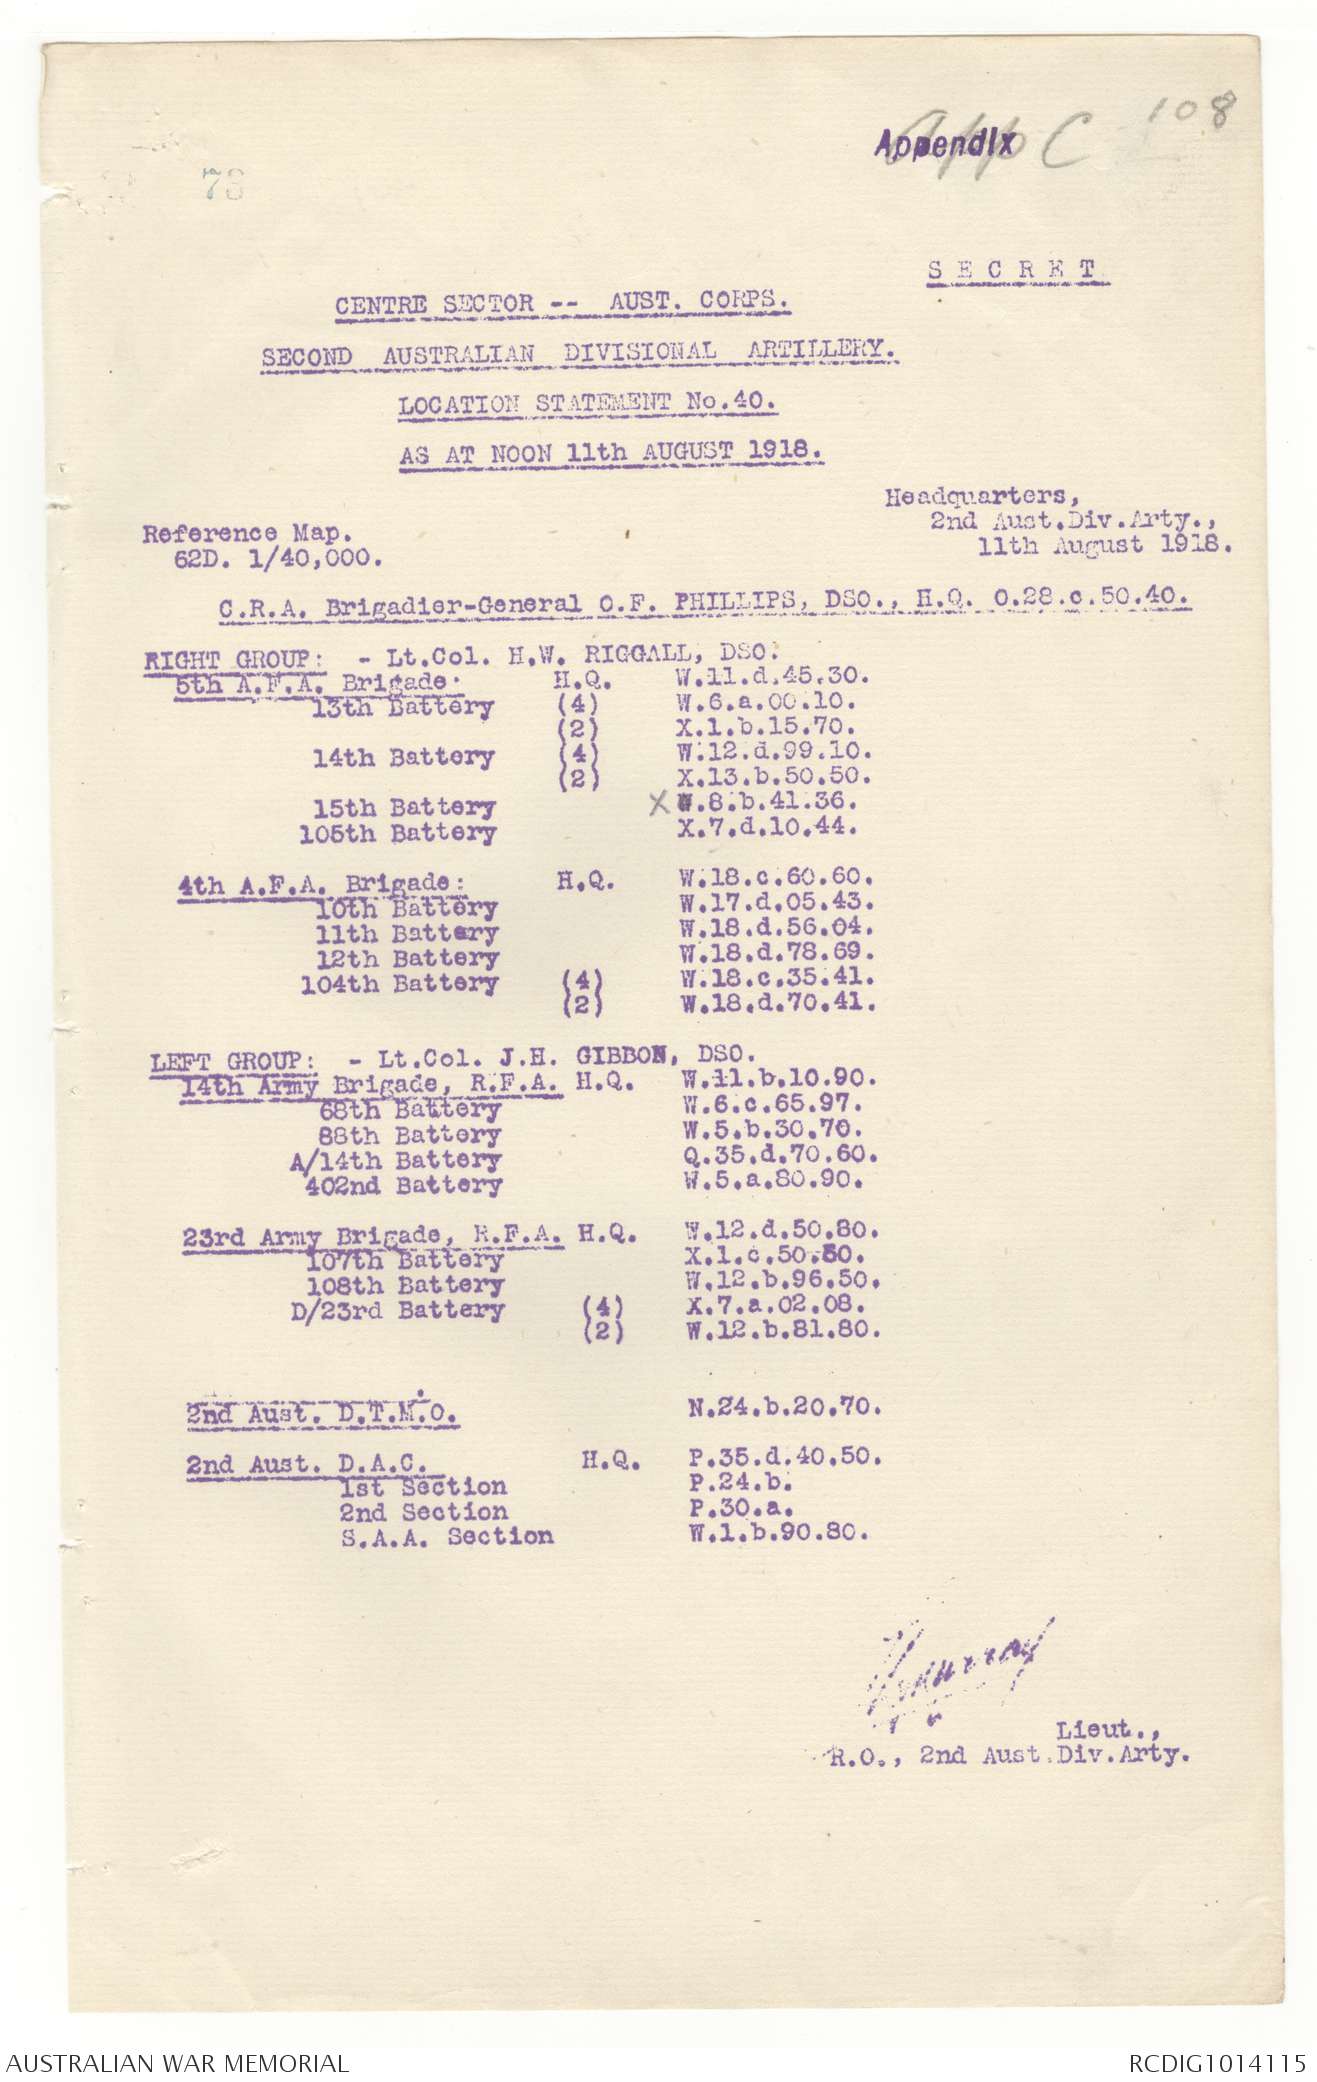 108
Appendix
App C
73
S E C R E T
CENTRE SECTOR -- AUST. CORPS.
SECOND AUSTRALIAN DIVISIONAL ARTILLERY.
LOCATION STATEMENT No.40.
AS AT NOON 11th AUGUST 1918.
Headquarters,
2nd Aust.Div.Arty.,
11th August 1918.
Reference Map.
62D. 1/40,000.
C.R.A. Brigadier-General O.F. PHILLIPS, DSO., H.Q. O.28.c.50.40.
RIGHT GROUP: - Lt.Col. H.W. RIGGALL, DSO.
5th A.F.A. Brigade: H.Q. W.11.d.45.30.
13th Battery (4) W.6.a.00.10.
(2) X.1.b.15.70.
14th Battery (4) W.12.d.99.10.
(2) X.13.b.50.50.
15th Battery X .8.b.41.36.
105th Battery X.7.d.10.44.
4th A.F.A. Brigade: H.Q. W.18.c.60.60.
10th Battery W.17.d.05.43.
11th Battery W.18.d.56.04.
12th Battery W.18.d.78.69.
104th Battery (4) W.18.c.35.41.
(2) W.18.d.70.41.
LEFT GROUP: - Lt.Col. J.H. GIBBON, DSO.
14th Army Brigade, R.F.A. H.Q. W.11.b.10.90.
68th Battery W.6.c.65.97.
88th Battery W.5.b.30.70.
A/14th Battery Q.35.d.70.60.
402nd Battery W.5.a.80.90.
23rd Army Brigade, R.F.A. H.Q. W.12.d.50.80.
107th Battery X.1.c.50.50.
108th Battery W.12.b.96.50.
D/23rd Battery (4) X.7.a.02.08.
(2) W.12.b.81.80.
2nd Aust. D.T.M.O. N.24.b.20.70.
2nd Aust. D.A.C. H.Q. P.35.d.40.50.
1st Section P.24.b.
2nd Section P.30.a.
S.A.A. Section W.1.b.90.80.
Lieut.,
R.O., 2nd Aust.Div.Arty.
AUSTRALIAN WAR MEMORIAL
RCDIG1014115